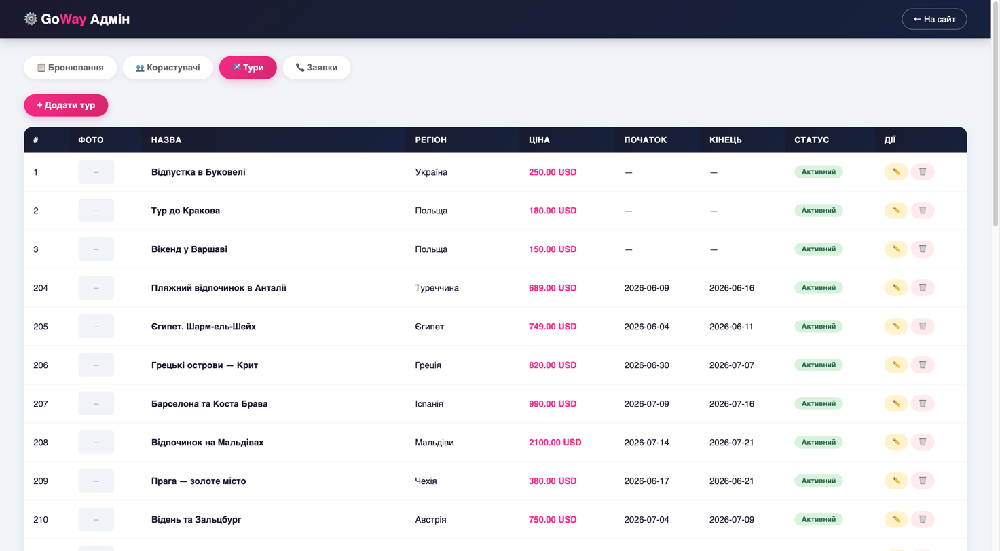 GoWay Адмін
← На сайт
Бронювання Користувачі Тури Заявки
+ Додати тур
# ФОТО НАЗВА РЕГІОН ЦІНА ПОЧАТОК КІНЕЦЬ СТАТУС ДІЇ
1 — Відпустка в Буковелі Україна 250.00 USD — — Активний
2 — Тур до Кракова Польща 180.00 USD — — Активний
3 — Вікенд у Варшаві Польща 150.00 USD — — Активний
204 — Пляжний відпочинок в Анталії Туреччина 689.00 USD 2026-06-09 2026-06-16 Активний
205 — Єгипет. Шарм-ель-Шейх Єгипет 749.00 USD 2026-06-04 2026-06-11 Активний
206 — Грецькі острови — Крит Греція 820.00 USD 2026-06-30 2026-07-07 Активний
207 — Барселона та Коста Брава Іспанія 990.00 USD 2026-07-09 2026-07-16 Активний
208 — Відпочинок на Мальдівах Мальдіви 2100.00 USD 2026-07-14 2026-07-21 Активний
209 — Прага — золоте місто Чехія 380.00 USD 2026-06-17 2026-06-21 Активний
210 — Відень та Зальцбург Австрія 750.00 USD 2026-07-04 2026-07-09 Активний